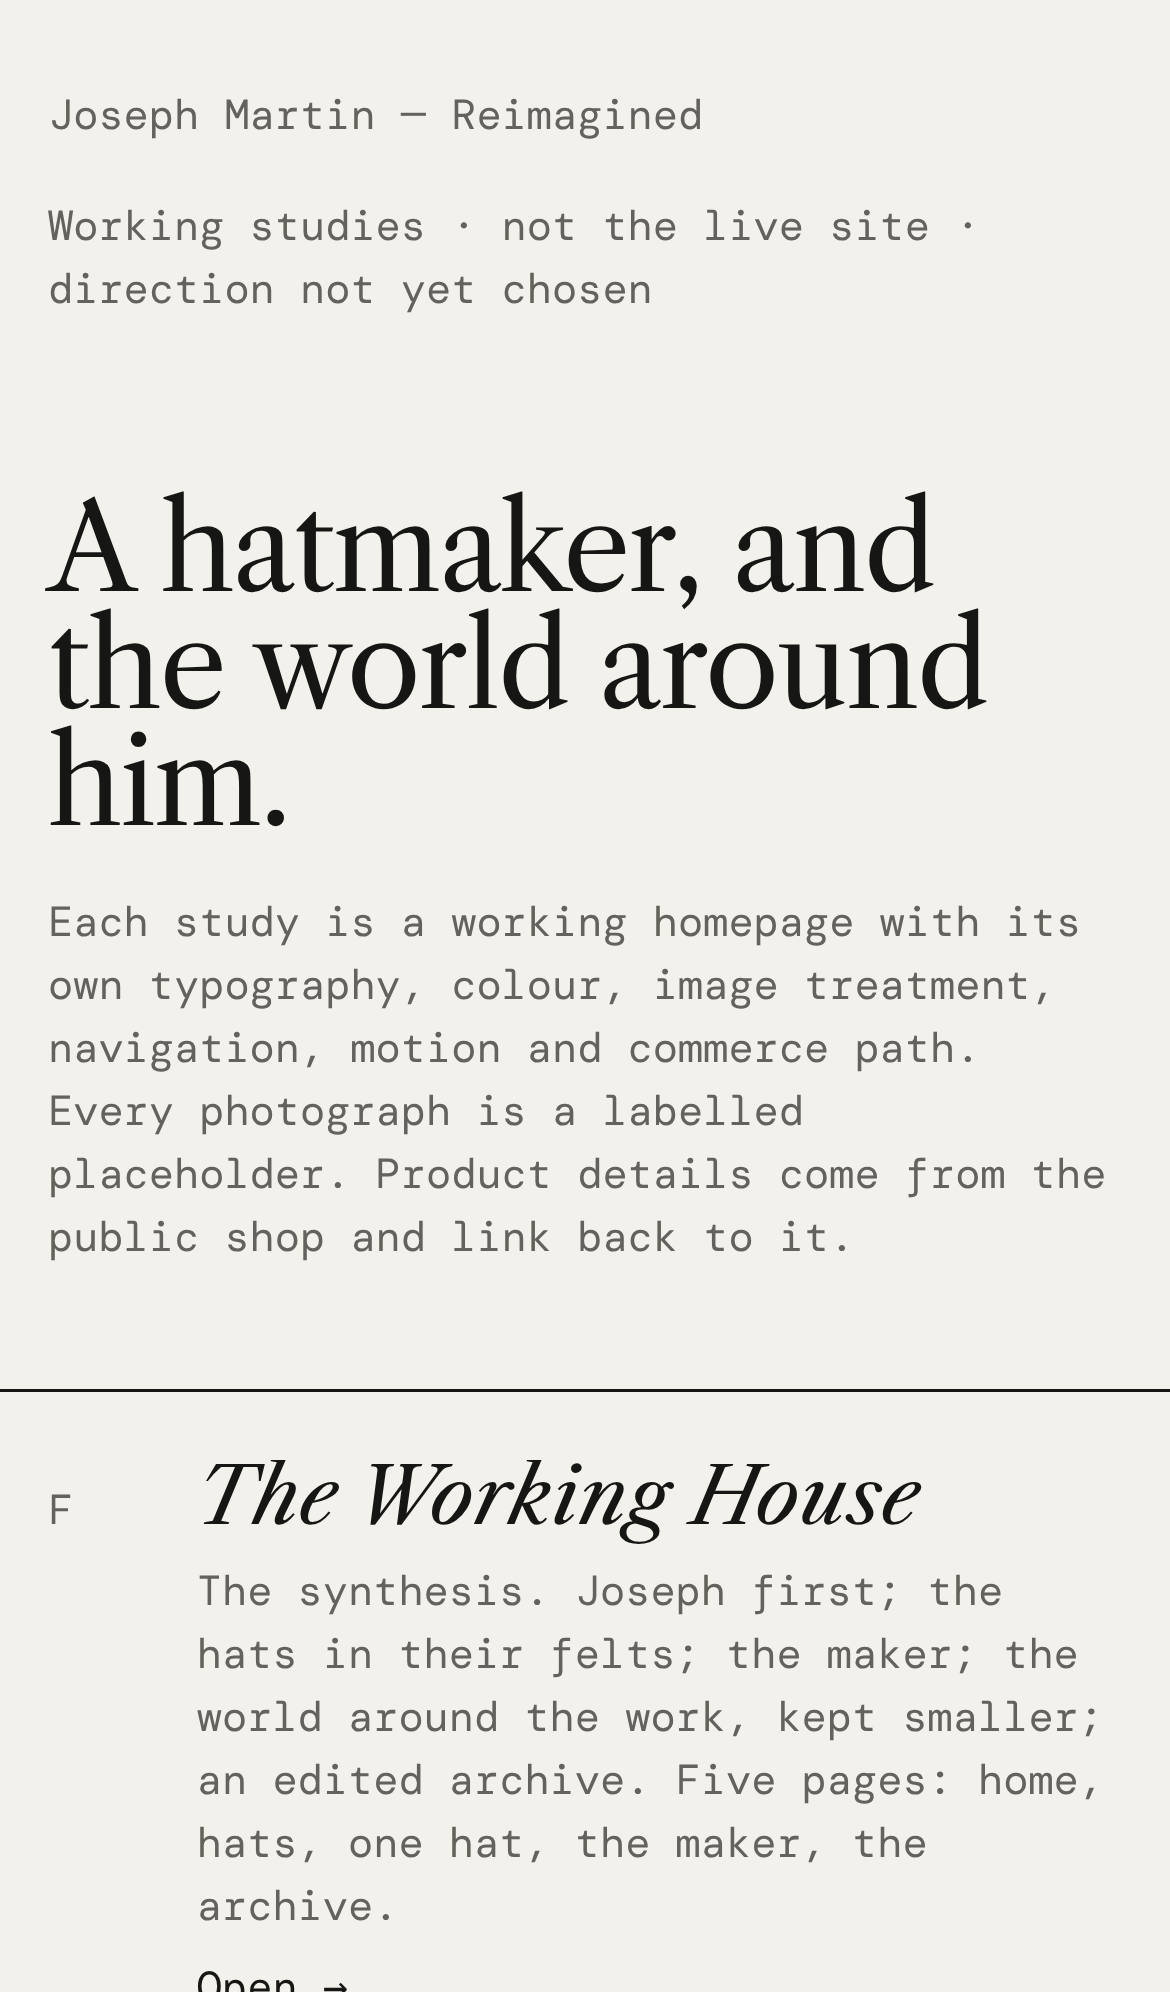 Joseph Martin — Reimagined
Working studies · not the live site ·
direction not yet chosen
A hatmaker, and
the world around
him.
Each study is a working homepage with its
own typography, colour, image treatment,
navigation, motion and commerce path.
Every photograph is a labelled
placeholder. Product details come from the
public shop and link back to it.
F
The Working House
The synthesis. Joseph first; the
hats in their felts; the maker; the
world around the work, kept smaller;
an edited archive. Five pages: home,
hats, one hat, the maker, the
archive.
Open →